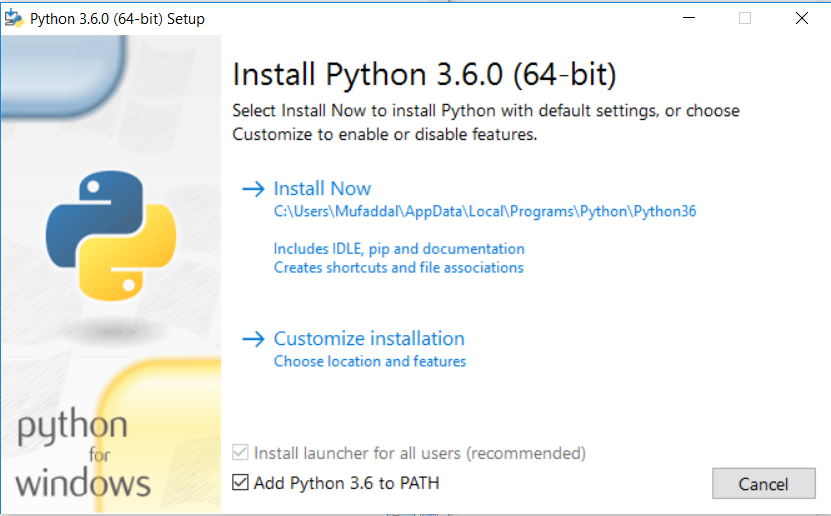 Python 3.6.0 (64-bit) Setup
Install Python 3.6.0 (64-bit)
Select Install Now to install Python with default settings, or choose
Customize to enable or disable features.
Install Now
C:\Users\Mufaddal\AppData\Local\Programs\Python\Python36
Includes IDLE, pip and documentation
Creates shortcuts and file associations
Customize installation
Choose location and features
python
for
windows
Install launcher for all users (recommended)
Add Python 3.6 to PATH
Cancel